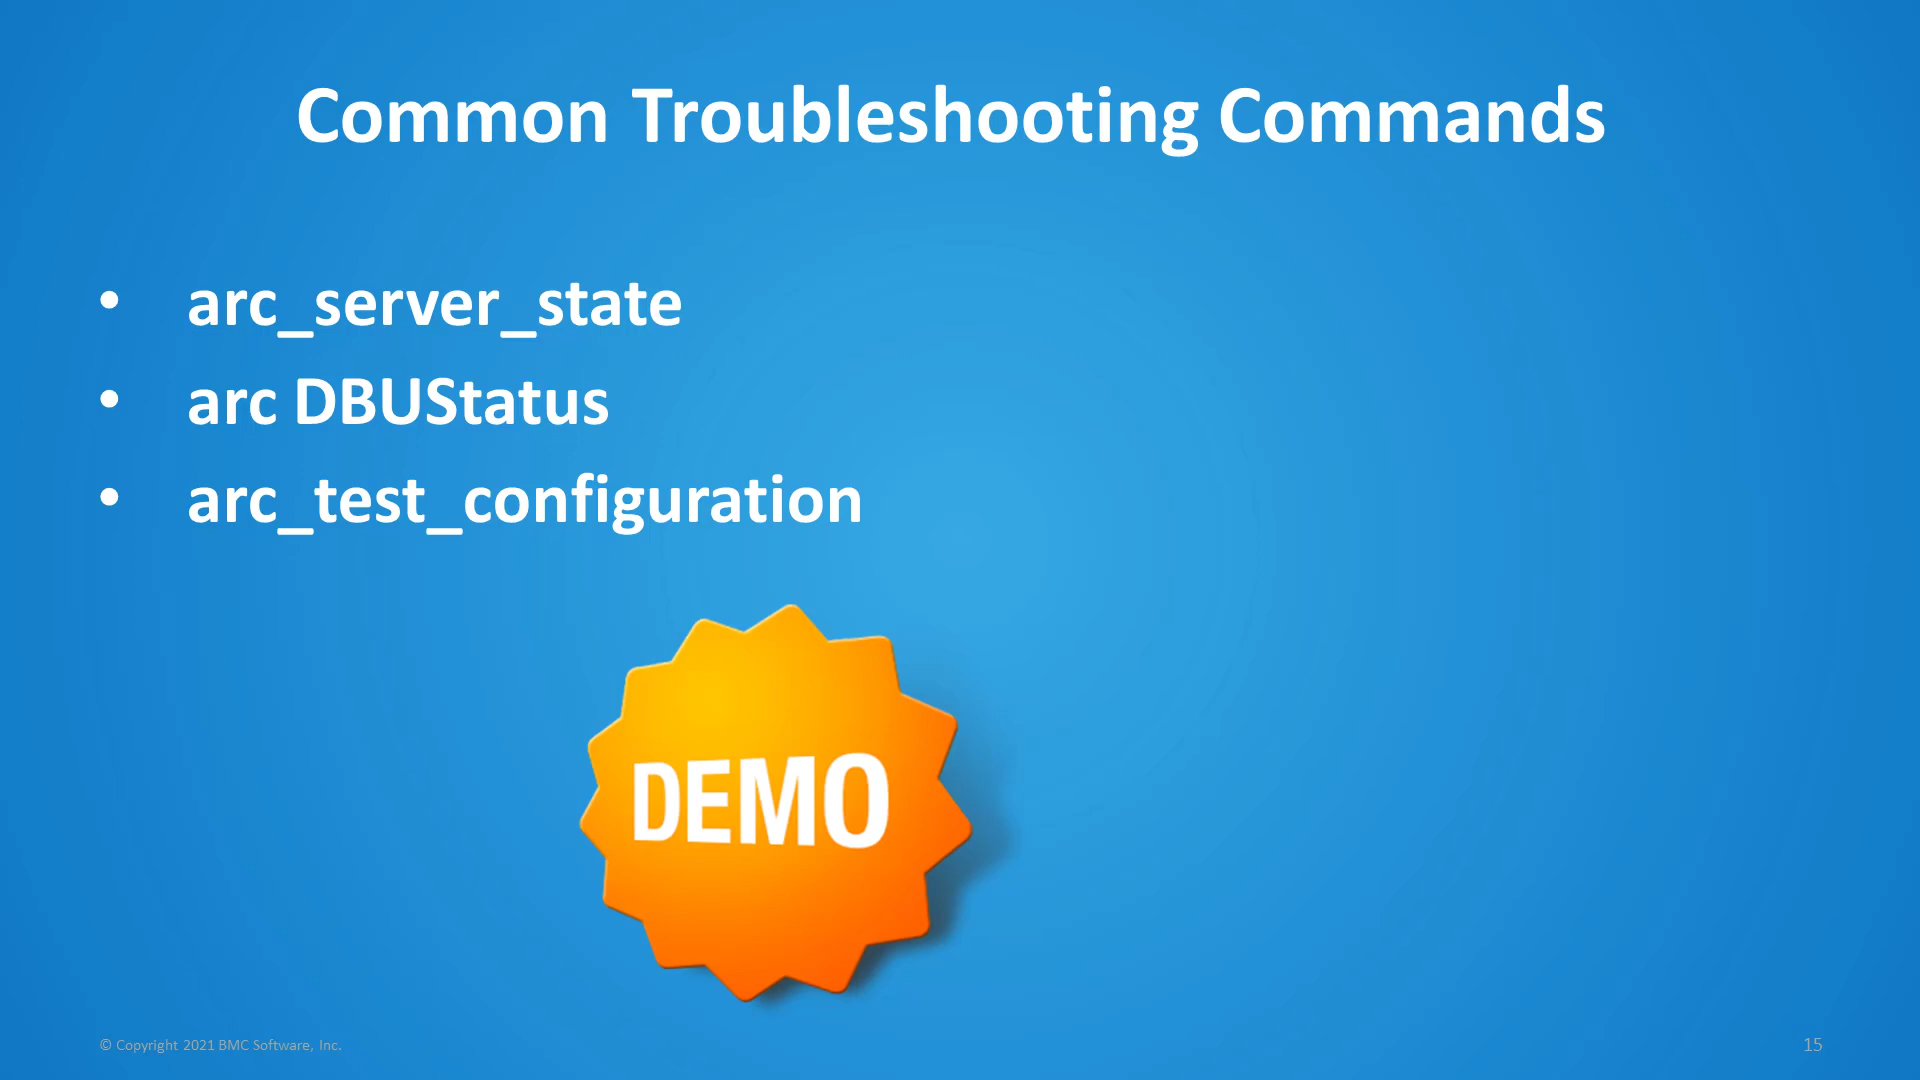 Common Troubleshooting Commands
• arc_server_state
• arc DBUStatus
• arc_test_configuration
DEMO
© Copyright 2021 BMC Software, Inc.
15